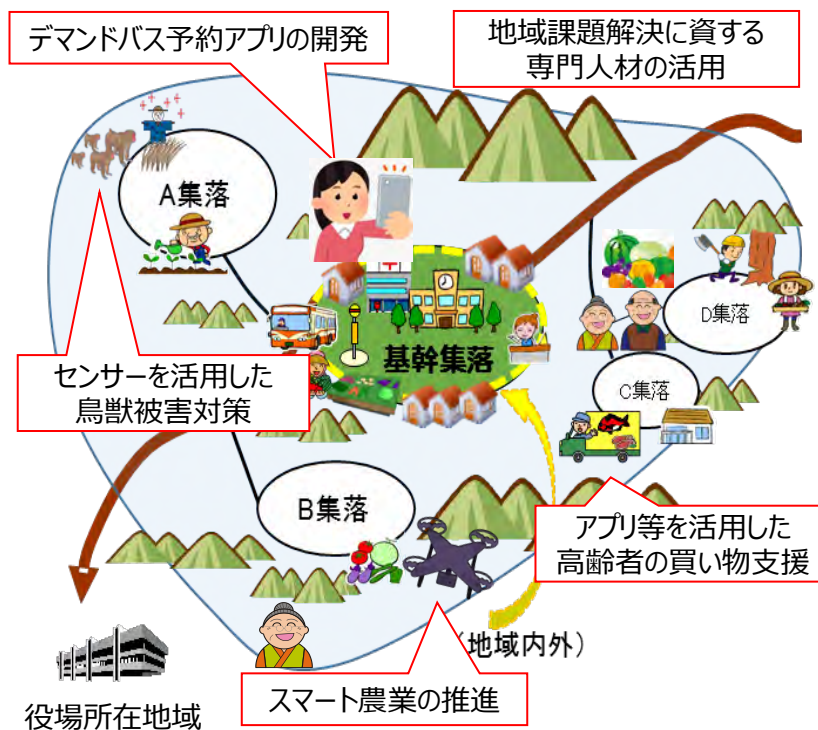 デマンドバス予約アプリの開発
地域課題解決に資する
専門人材の活用
A集落
D集落
基幹集落
センサーを活用した
鳥獣被害対策
C集落
B集落
アプリ等を活用した
高齢者の買い物支援
(地域内外)
スマート農業の推進
役場所在地域